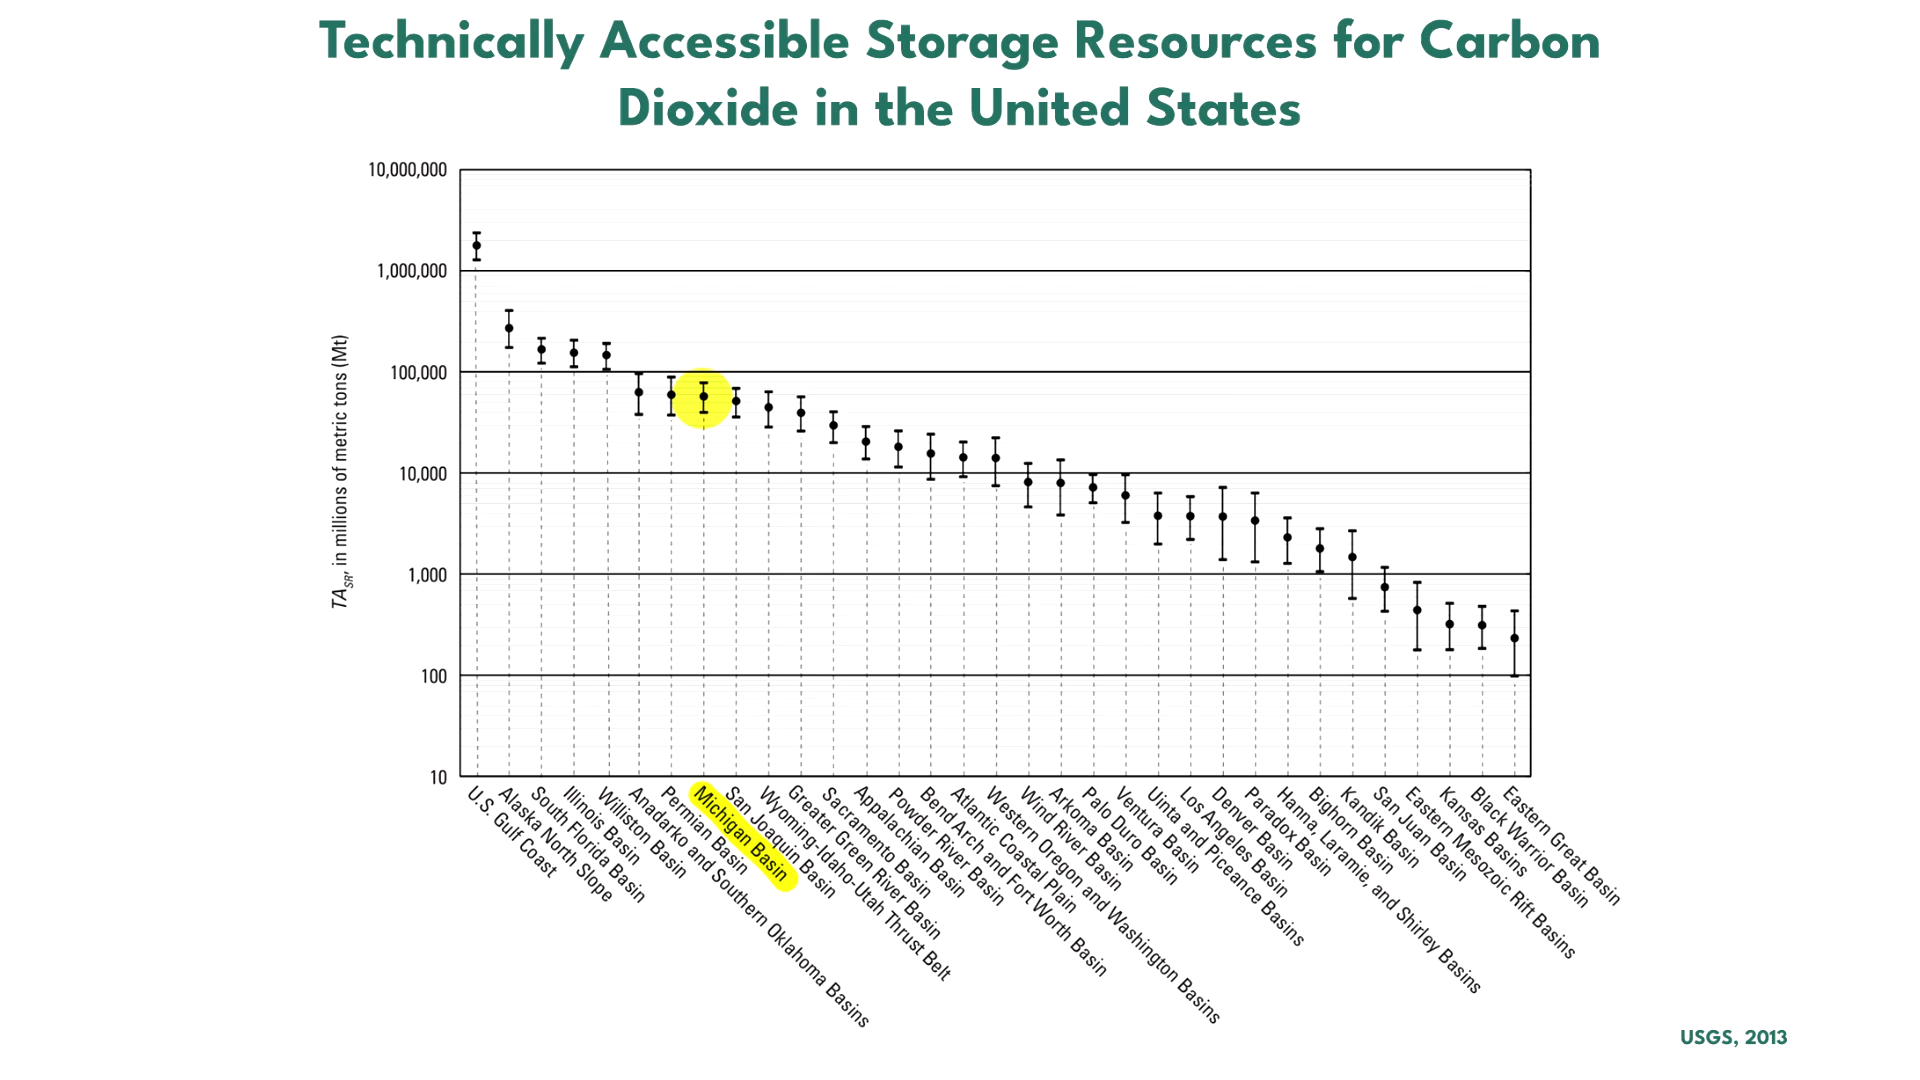 Technically Accessible Storage Resources for Carbon
Dioxide in the United States
10,000,000
1,000,000
100,000
10,000
1,000
100
10
TASR, in millions of metric tons (Mt)
U.S. Gulf Coast
Alaska North Slope
South Florida Basin
Illinois Basin
Williston Basin
Anadarko and Southern Oklahoma Basins
Permian Basin
Michigan Basin
San Joaquin Basin
Wyoming-Idaho-Utah Thrust Belt
Greater Green River Basin
Sacramento Basin
Appalachian Basin
Powder River Basin
Bend Arch and Fort Worth Basin
Atlantic Coastal Plain
Western Oregon and Washington Basins
Wind River Basin
Arkoma Basin
Palo Duro Basin
Ventura Basin
Uinta and Piceance Basins
Los Angeles Basin
Denver Basin
Paradox Basin
Hanna, Laramie, and Shirley Basins
Bighorn Basin
Kandik Basin
San Juan Basin
Eastern Mesozoic Rift Basins
Kansas Basins
Black Warrior Basin
Eastern Great Basin
USGS, 2013